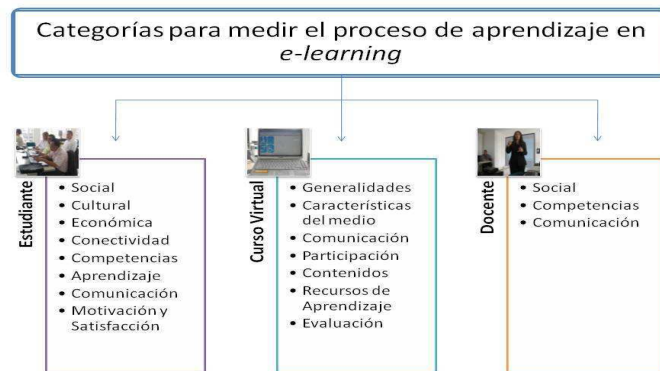 Categorías para medir el proceso de aprendizaje en
e-learning
Estudiante
• Social
• Cultural
• Económica
• Conectividad
• Competencias
• Aprendizaje
• Comunicación
• Motivación y
Satisfacción
Curso Virtual
• Generalidades
• Características
del medio
• Comunicación
• Participación
• Contenidos
• Recursos de
Aprendizaje
• Evaluación
Docente
• Social
• Competencias
• Comunicación